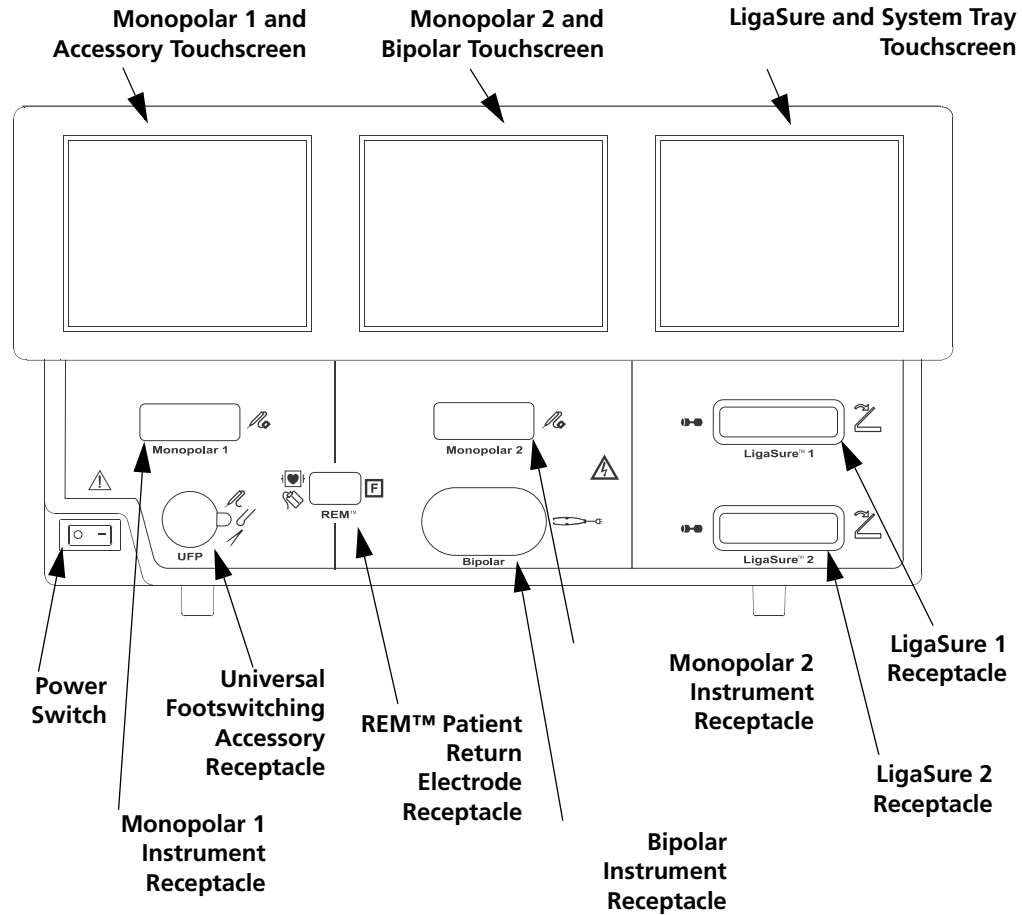 Monopolar 1 and
Accessory Touchscreen
Monopolar 2 and
Bipolar Touchscreen
LigaSure and System Tray
Touchscreen
Monopolar 1
Monopolar 2
LigaSure™ 1
F
REM™
UFP
Bipolar
LigaSure™ 2
Power
Switch
Universal
Footswitching
Accessory
Receptacle
REM™ Patient
Return
Electrode
Receptacle
Monopolar 2
Instrument
Receptacle
LigaSure 1
Receptacle
LigaSure 2
Receptacle
Monopolar 1
Instrument
Receptacle
Bipolar
Instrument
Receptacle